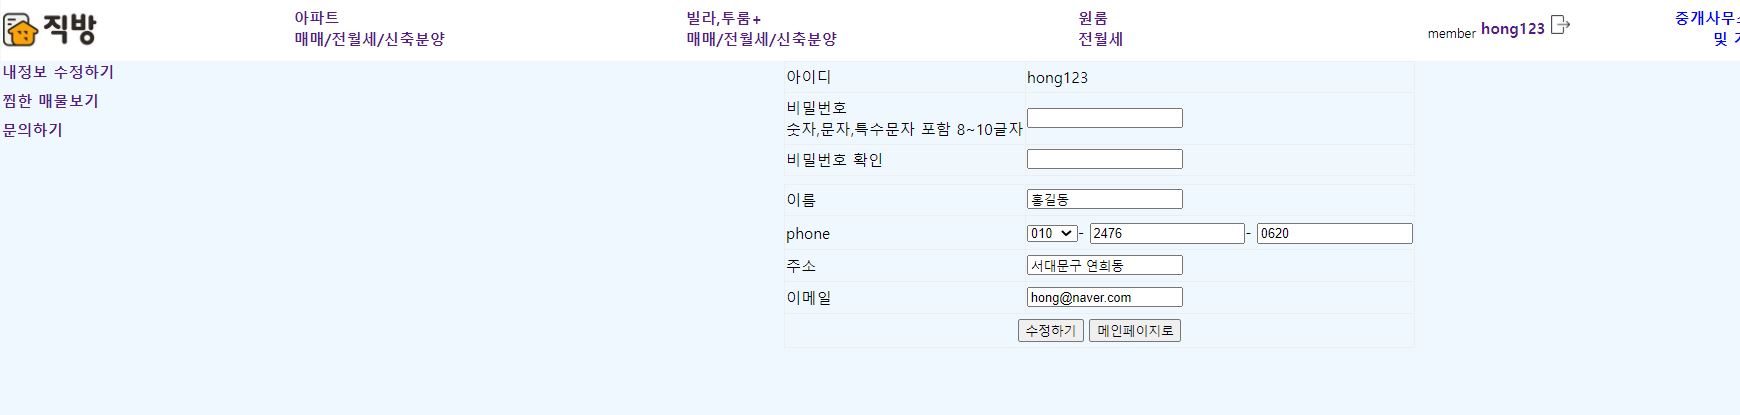 직방
아파트
매매/전월세/신축분양
빌라,투룸+
매매/전월세/신축분양
원룸
전월세
member hong123
중개사무
및
내정보 수정하기
찜한 매물보기
문의하기
아이디 hong123
비밀번호
숫자,문자,특수문자 포함 8~10글자
비밀번호 확인
이름 홍길동
phone 010 - 2476 - 0620
주소 서대문구 연희동
이메일 hong@naver.com
수정하기 메인페이지로